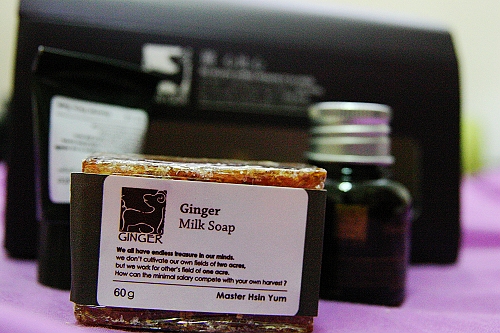 GINGER
Ginger
Milk Soap
We all have endless treasure in our minds.
we don't cultivate our own fields of two acres,
but we work for other's field of one acre.
How can the minimal salary compete with your own harvest ?
60g
Master Hsin Yum